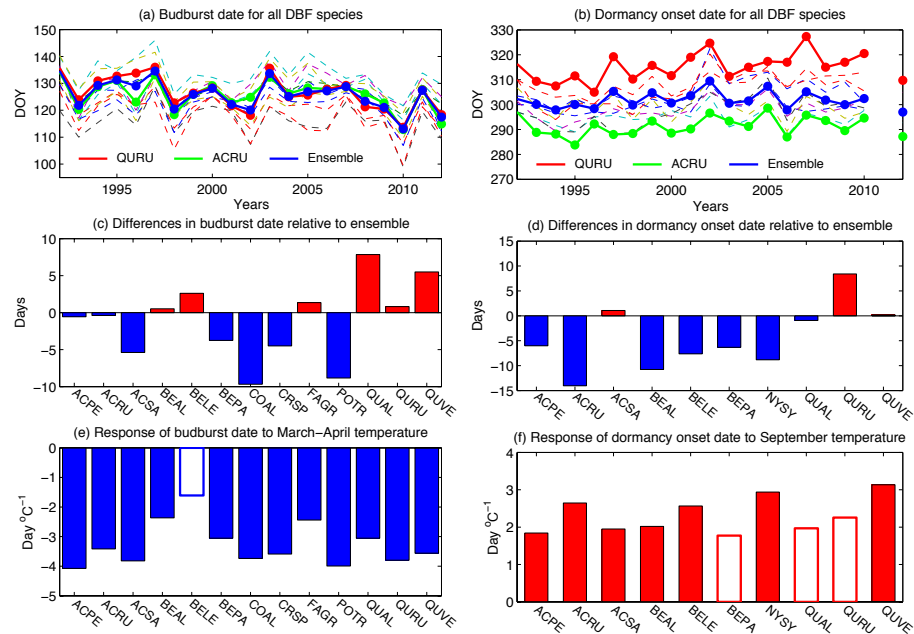 (a) Budburst date for all DBF species
150
140
130
120
110
100
DOY
QURU
ACRU
Ensemble
1995
2000
2005
2010
Years
(b) Dormancy onset date for all DBF species
330
320
310
300
290
280
270
DOY
QURU
ACRU
Ensemble
1995
2000
2005
2010
Years
(c) Differences in budburst date relative to ensemble
10
5
0
−5
−10
Days
ACPE
ACRU
ACSA
BEAL
BELE
BEPA
COAL
CRSP
FAGR
POTR
QUAL
QURU
QUVE
(d) Differences in dormancy onset date relative to ensemble
15
10
5
0
−5
−10
−15
Days
ACPE
ACRU
ACSA
BEAL
BELE
BEPA
NYSY
QUAL
QURU
QUVE
(e) Response of budburst date to March−April temperature
0
−1
−2
−3
−4
−5
Day °C⁻¹
ACPE
ACRU
ACSA
BEAL
BELE
BEPA
COAL
CRSP
FAGR
POTR
QUAL
QURU
QUVE
(f) Response of dormancy onset date to September temperature
4
3
2
1
0
Day °C⁻¹
ACPE
ACRU
ACSA
BEAL
BELE
BEPA
NYSY
QUAL
QURU
QUVE